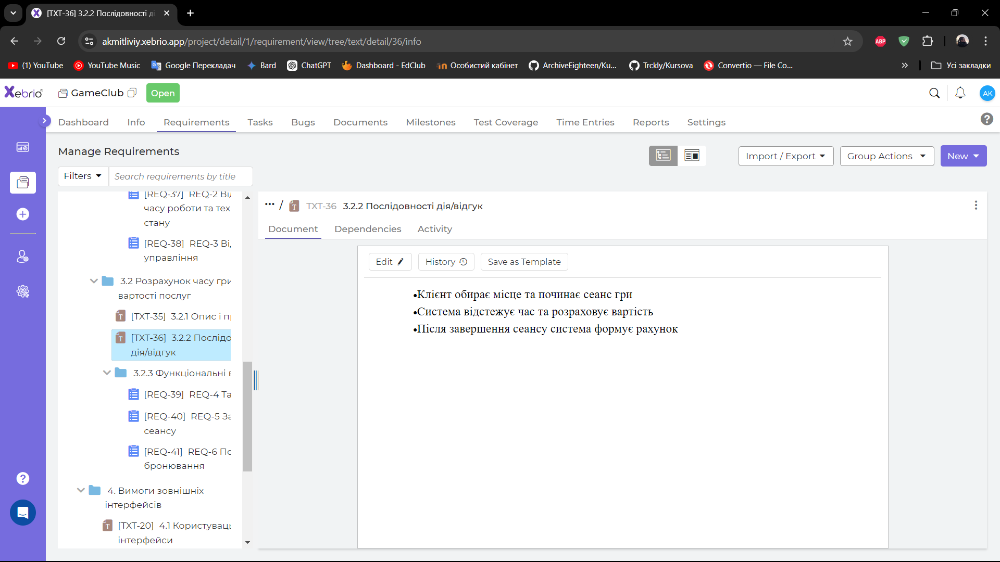 [TXT-36] 3.2.2 Послідовності ді
akmitliviy.xebrio.app/project/detail/1/requirement/view/tree/text/detail/36/info
ABP
(1) YouTube
YouTube Music
Google Перекладач
Bard
ChatGPT
Dashboard - EdClub
Особистий кабінет
ArchiveEighteen/Ku...
Trckly/Kursova
Convertio — File Co...
Усі закладки
Xebrio
GameClub
Open
AK
Dashboard
Info
Requirements
Tasks
Bugs
Documents
Milestones
Test Coverage
Time Entries
Reports
Settings
Manage Requirements
Import / Export
Group Actions
New
Filters
Search requirements by title
[REQ-37] REQ-2 Від
часу роботи та тех
стану
[REQ-38] REQ-3 Ві
управління
3.2 Розрахунок часу гри
вартості послуг
[TXT-35] 3.2.1 Опис і п
[TXT-36] 3.2.2 Послідо
дія/відгук
3.2.3 Функціональні в
[REQ-39] REQ-4 Та
[REQ-40] REQ-5 За
сеансу
[REQ-41] REQ-6 По
бронювання
4. Вимоги зовнішніх
інтерфейсів
[TXT-20] 4.1 Користуваць
інтерфейси
... / TXT-36 3.2.2 Послідовності дія/відгук
Document
Dependencies
Activity
Edit
History
Save as Template
•Клієнт обирає місце та починає сеанс гри
•Система відстежує час та розраховує вартість
•Після завершення сеансу система формує рахунок